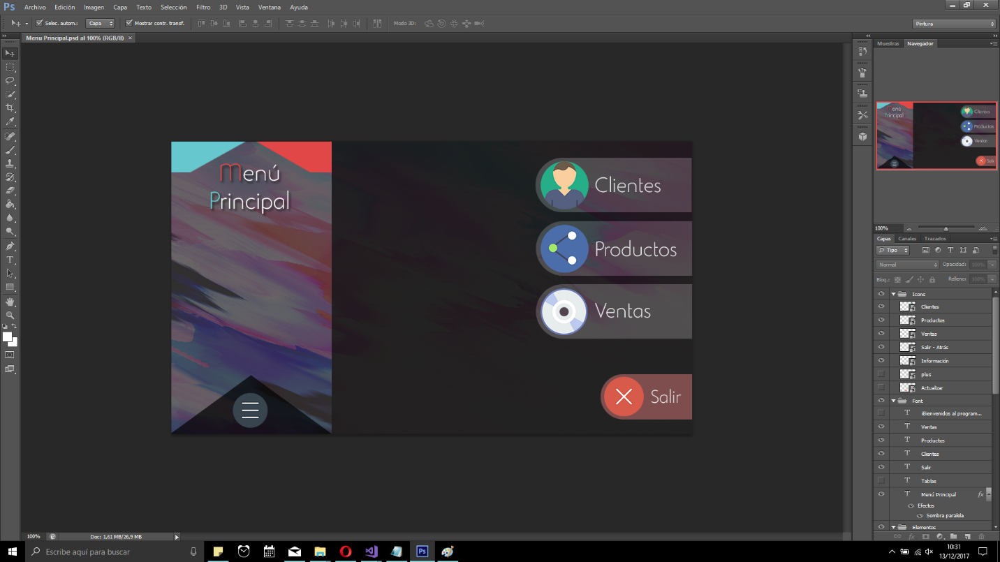 Ps Archivo Edición Imagen Capa Texto Selección Filtro 3D Vista Ventana Ayuda
Selec. autom.: Capa Mostrar contr. transf. Modo 3D: Pintura
Menu Principal.psd al 100% (RGB/8) ×
Muestras Navegador
Menú
Principal
Clientes
Productos
Ventas
Salir
Menú
Principal
Clientes
Productos
Ventas
Salir
100%
Capas Canales Trazados
Tipo
Normal Opacidad: 100%
Bloq.: Relleno: 100%
Icons
Clientes
Productos
Ventas
Salir - Atrás
Información
plus
Actualizar
Font
¡Bienvenidos al program...
Ventas
Productos
Clientes
Salir
Tablas
Menú Principal fx
Efectos
Sombra paralela
Elementos
100% Doc: 1,61 MB/26,9 MB
Escribe aquí para buscar
Ps
10:31
13/12/2017